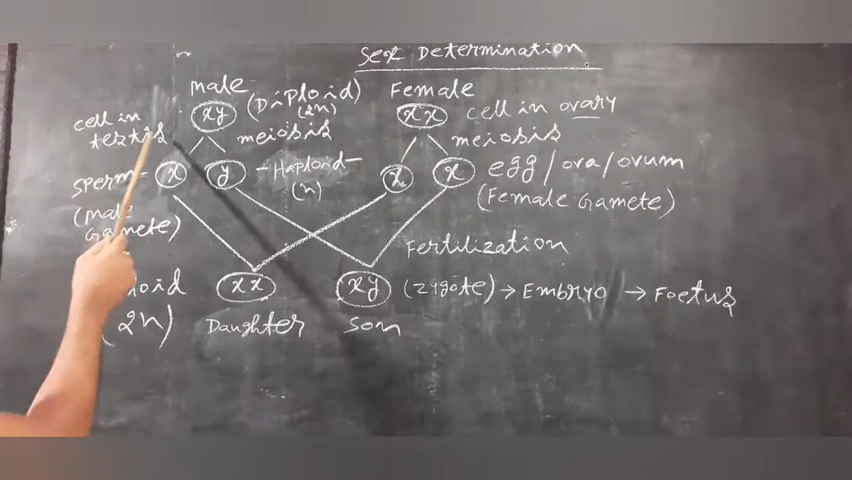 Sex Determination
male
Female
cell in
testis
xy
(Diploid)
(2n)
xx
cell in ovary
meiosis
meiosis
sperm-
x
y
-Haploid-
(n)
x
x
egg/ova/ovum
(male
Gamete)
(Female Gamete)
Fertilization
xx
xy
(zygote) → Embryo → Foetus
(2n)
Daughter
Son